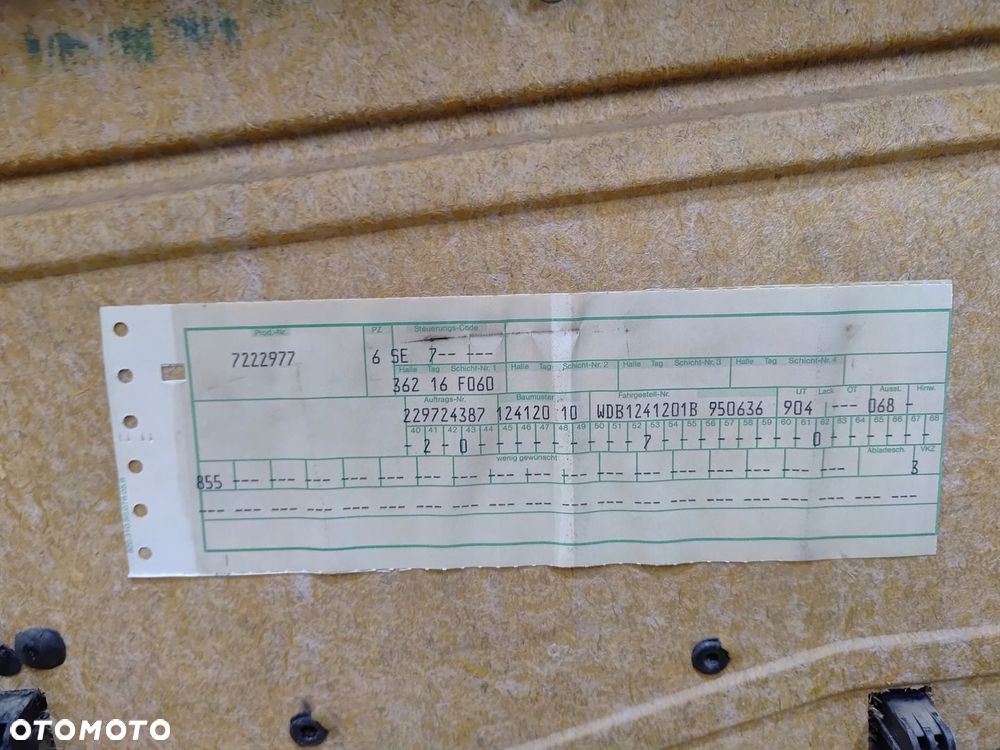 Prod.-Nr. PZ Steuerungs-Code
7222977 6 SE 7-- ---
Halle Tag Schicht-Nr. 1 Halle Tag Schicht-Nr. 2 Halle Tag Schicht-Nr. 3 Halle Tag Schicht-Nr. 4
362 16 F060
Auftrags-Nr. Baumuster Fahrgestell-Nr. UT Lack OT Ausst. Hinw.
229724387 124120 10 WDB1241201B 950636 904 --- 068 -
40 41 42 43 44 45 46 47 48 49 50 51 52 53 54 55 56 57 58 59 60 61 62 63 64 65 66 67 68
- 2 - 0 - - - - - - - - - 7 - - - - - - - - 0 - - - - - -
wenig gewünscht Abladesch. VKZ
855 --- --- --- --- --- --- --- --- --- --- --- --- --- --- --- --- --- 3
--- --- --- --- --- --- --- --- --- --- --- --- --- --- --- --- --- --- --- ---
OTOMOTO